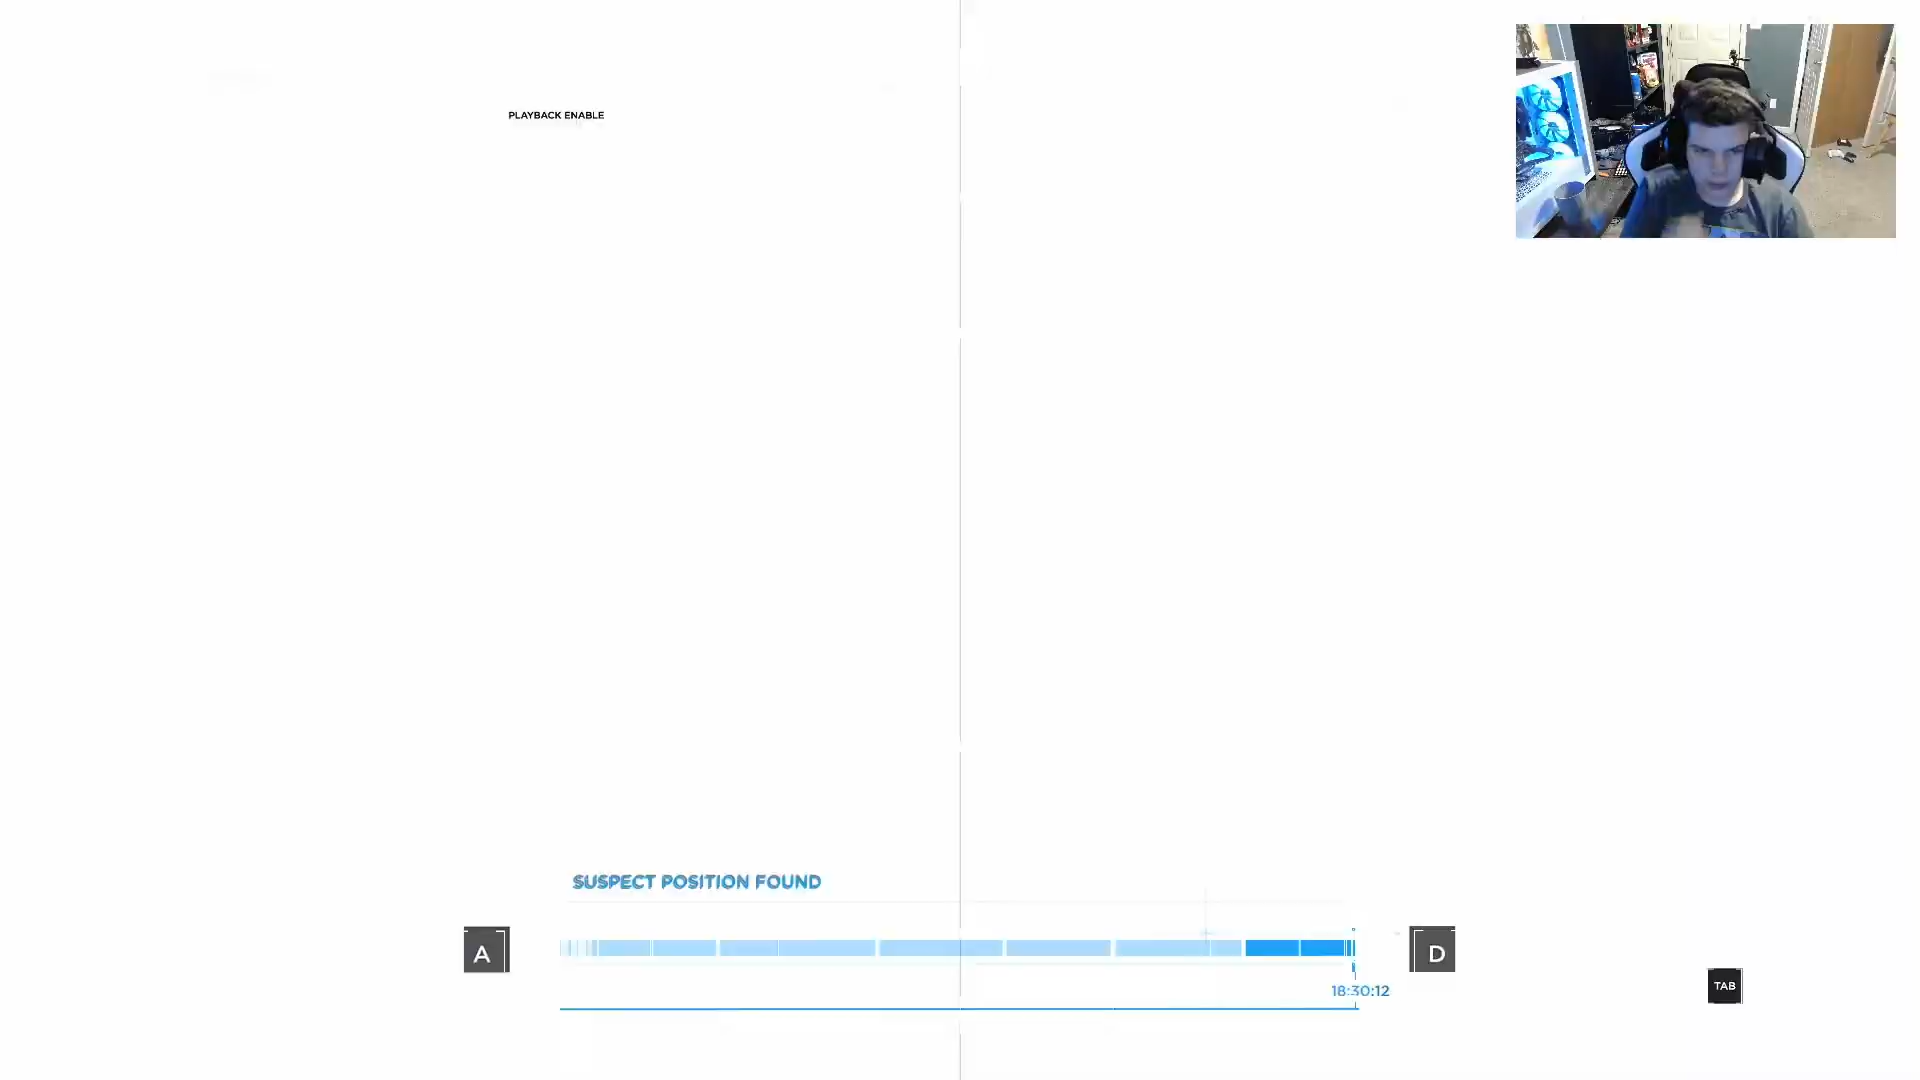 PLAYBACK ENABLE
SUSPECT POSITION FOUND
A
D
18:30:12
TAB